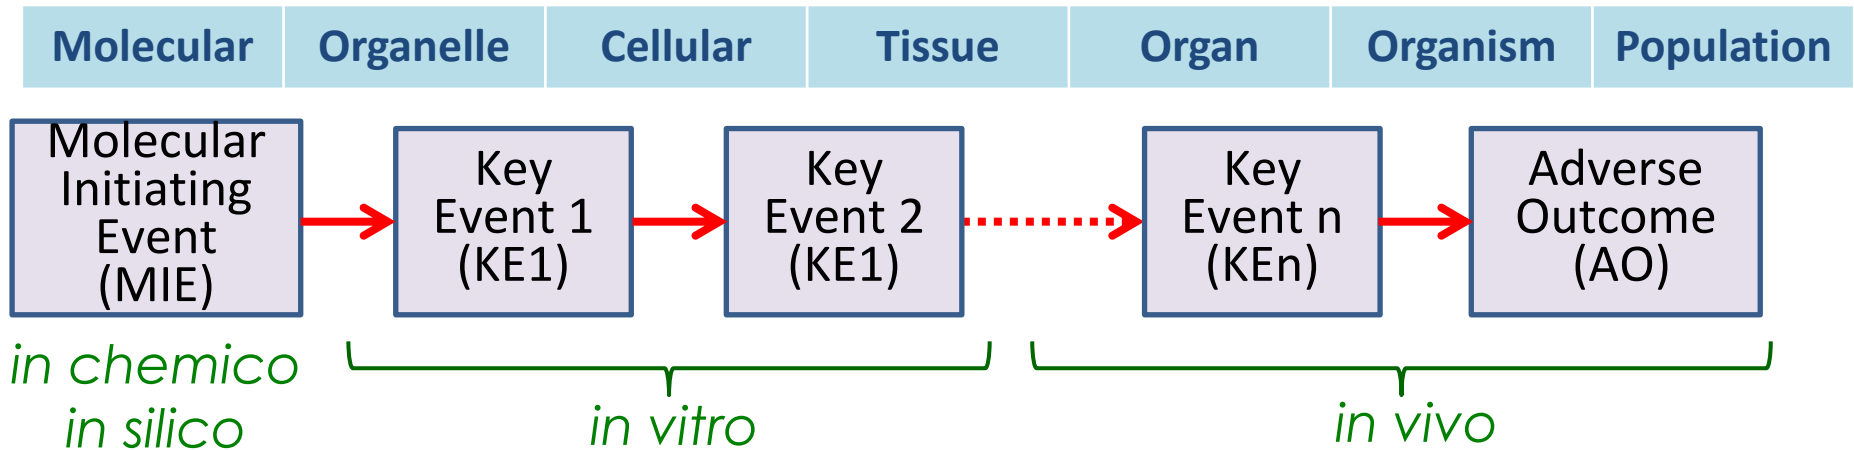 Molecular Organelle Cellular Tissue Organ Organism Population
Molecular
Initiating
Event
(MIE)
Key
Event 1
(KE1)
Key
Event 2
(KE1)
Key
Event n
(KEn)
Adverse
Outcome
(AO)
in chemico
in silico
in vitro
in vivo